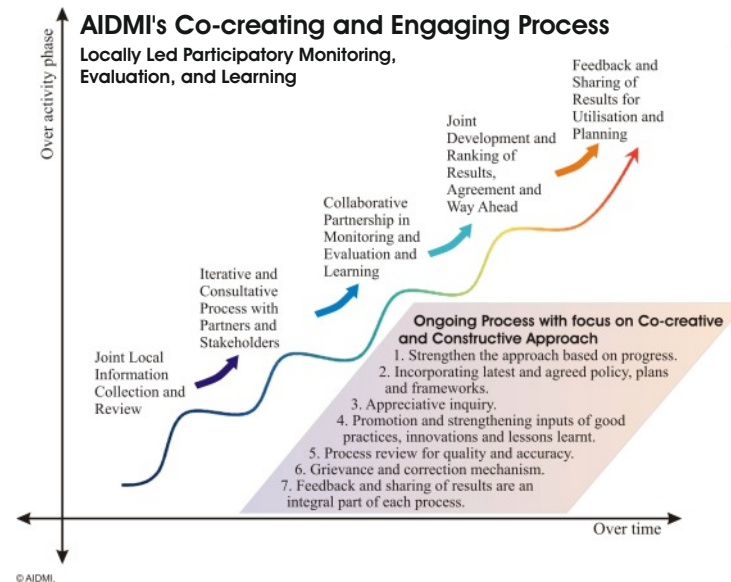 AIDMI's Co-creating and Engaging Process
Locally Led Participatory Monitoring,
Evaluation, and Learning
Over activity phase
Feedback and
Sharing of
Results for
Utilisation and
Planning
Joint
Development and
Ranking of
Results,
Agreement and
Way Ahead
Collaborative
Partnership in
Monitoring and
Evaluation and
Learning
Iterative and
Consultative
Process with
Partners and
Stakeholders
Joint Local
Information
Collection and
Review
Ongoing Process with focus on Co-creative
and Constructive Approach
1. Strengthen the approach based on progress.
2. Incorporating latest and agreed policy, plans
and frameworks.
3. Appreciative inquiry.
4. Promotion and strengthening inputs of good
practices, innovations and lessons learnt.
5. Process review for quality and accuracy.
6. Grievance and correction mechanism.
7. Feedback and sharing of results are an
integral part of each process.
Over time
© AIDMI.